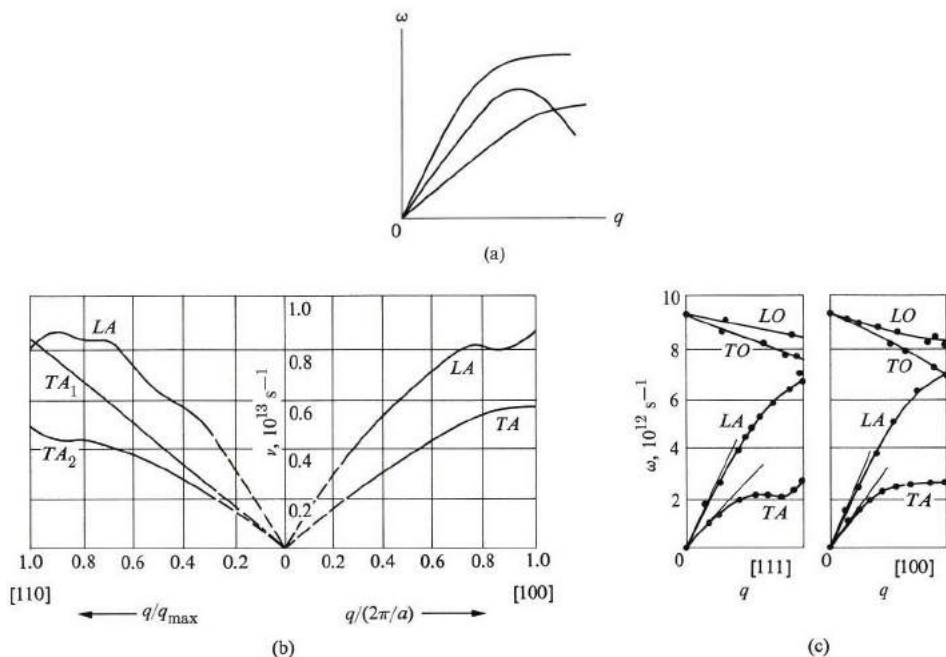 ω
q
0
(a)
1.0
0.8
0.6
0.4
0.2
ν, 10¹³ s⁻¹
LA
TA₁
TA₂
LA
TA
1.0 0.8 0.6 0.4 0.2 0 0.2 0.4 0.6 0.8 1.0
[110] [100]
q/q_max q/(2π/a)
(b)
10
8
6
4
2
0
ω, 10¹² s⁻¹
LO
TO
LA
TA
[111]
q
LO
TO
LA
TA
0
[100]
q
(c)